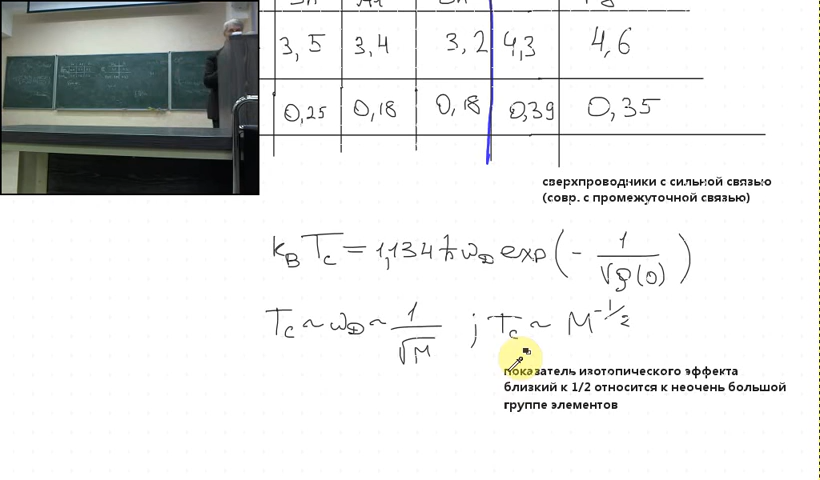 3,5 3,4 3,2 4,3 4,6
0,25 0,18 0,18 0,39 0,35
сверхпроводники с сильной связью
(совр. с промежуточной связью)
k_B T_c = 1,134 ħω_D exp(- 1/(Vρ(0)))
T_c ~ ω_D ~ 1/√M ; T_c ~ M^(-1/2)
показатель изотопического эффекта
близкий к 1/2 относится к неочень большой
группе элементов